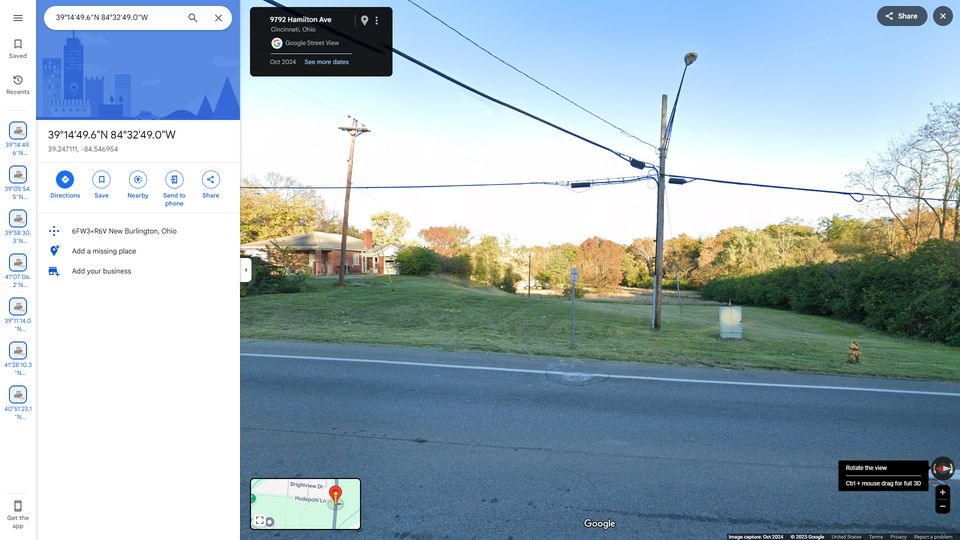 39°14'49.6"N 84°32'49.0"W
Saved
Recents
39°14'49.
6"N...
39°05'54.
5"N...
39°58'30.
3"N...
41°07'06.
2"N...
39°11'14.0
"N...
41°28'10.3
"N...
40°51'23.1
"N...
Get the
app
39°14'49.6"N 84°32'49.0"W
39.247111, -84.546954
Directions
Save
Nearby
Send to
phone
Share
6FW3+R6V New Burlington, Ohio
Add a missing place
Add your business
9792 Hamilton Ave
Cincinnati, Ohio
Google Street View
Oct 2024 See more dates
Share
Rotate the view
Ctrl + mouse drag for full 3D
Brightview Dr
Hudepohl Ln
Google
Image capture: Oct 2024 © 2025 Google United States Terms Privacy Report a problem